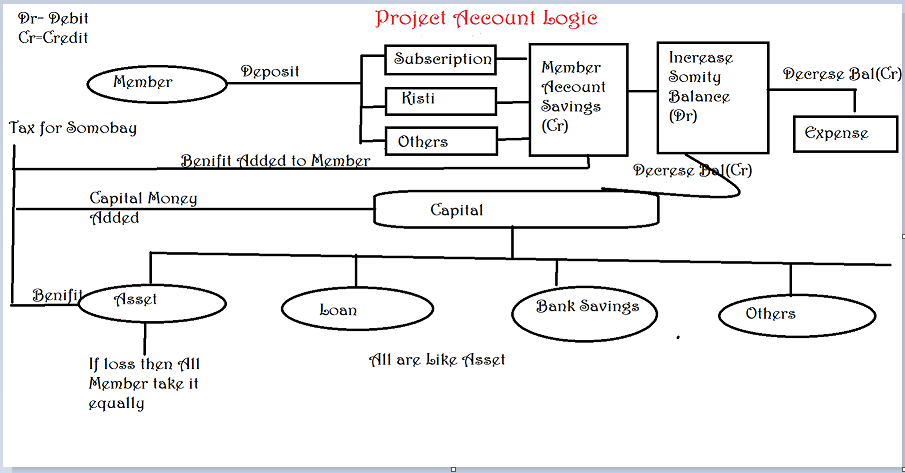 Project Account Logic
Dr- Debit
Cr=Credit
Member
Deposit
Subscription
Kisti
Others
Member
Account
Savings
(Cr)
Increase
Somity
Balance
(Dr)
Decrese Bal(Cr)
Expense
Tax for Somobay
Benifit Added to Member
Decrese Bal(Cr)
Capital Money
Added
Capital
Benifit
Asset
Loan
Bank Savings
Others
If loss then All
Member take it
equally
All are Like Asset